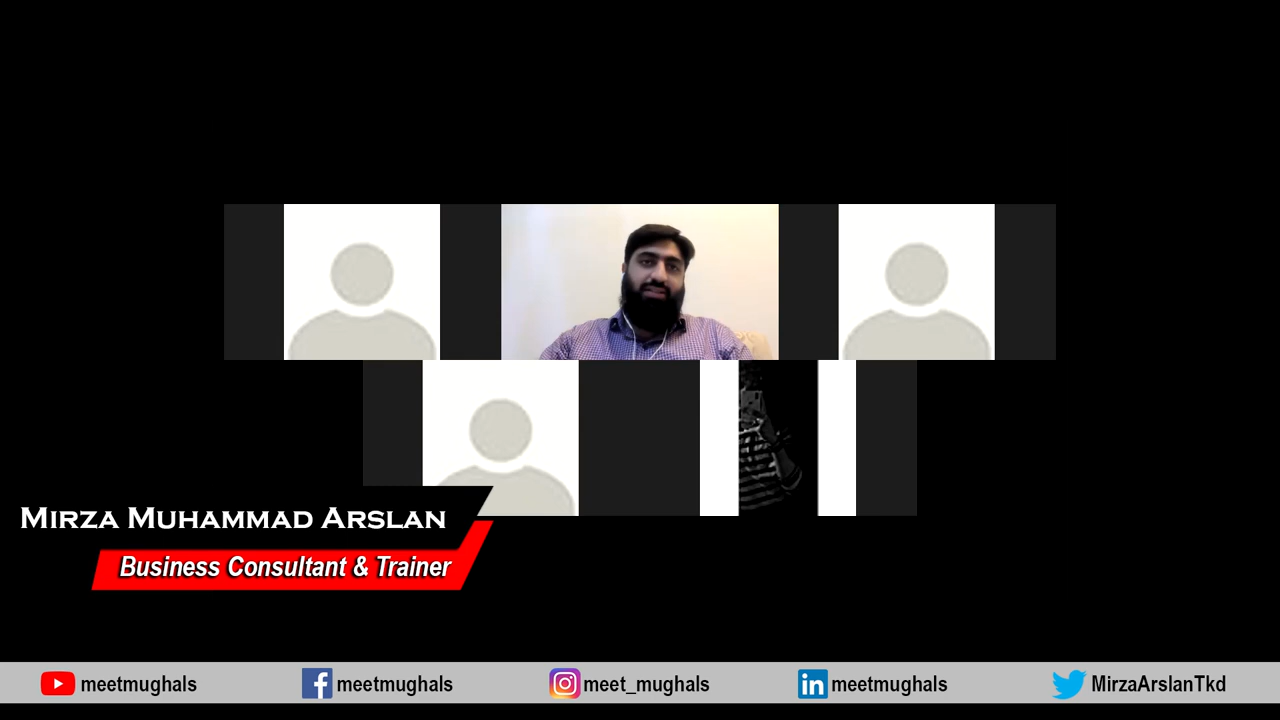 Mirza Muhammad Arslan
Business Consultant & Trainer
meetmughals meetmughals meet_mughals meetmughals MirzaArslanTkd